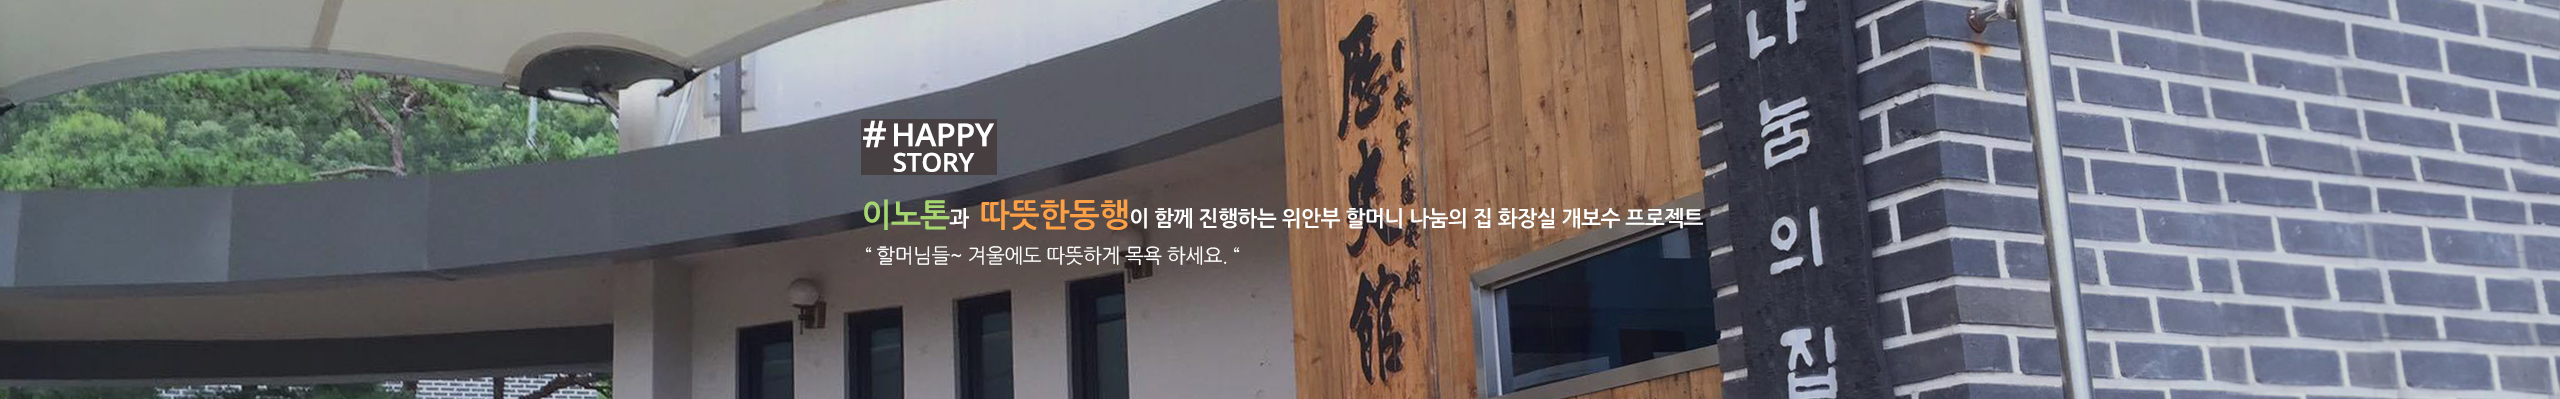 # HAPPY
STORY
이노톤과 따뜻한동행이 함께 진행하는 위안부 할머니 나눔의 집 화장실 개보수 프로젝트
“ 할머님들~ 겨울에도 따뜻하게 목욕 하세요. “
歷史館
나눔의 집